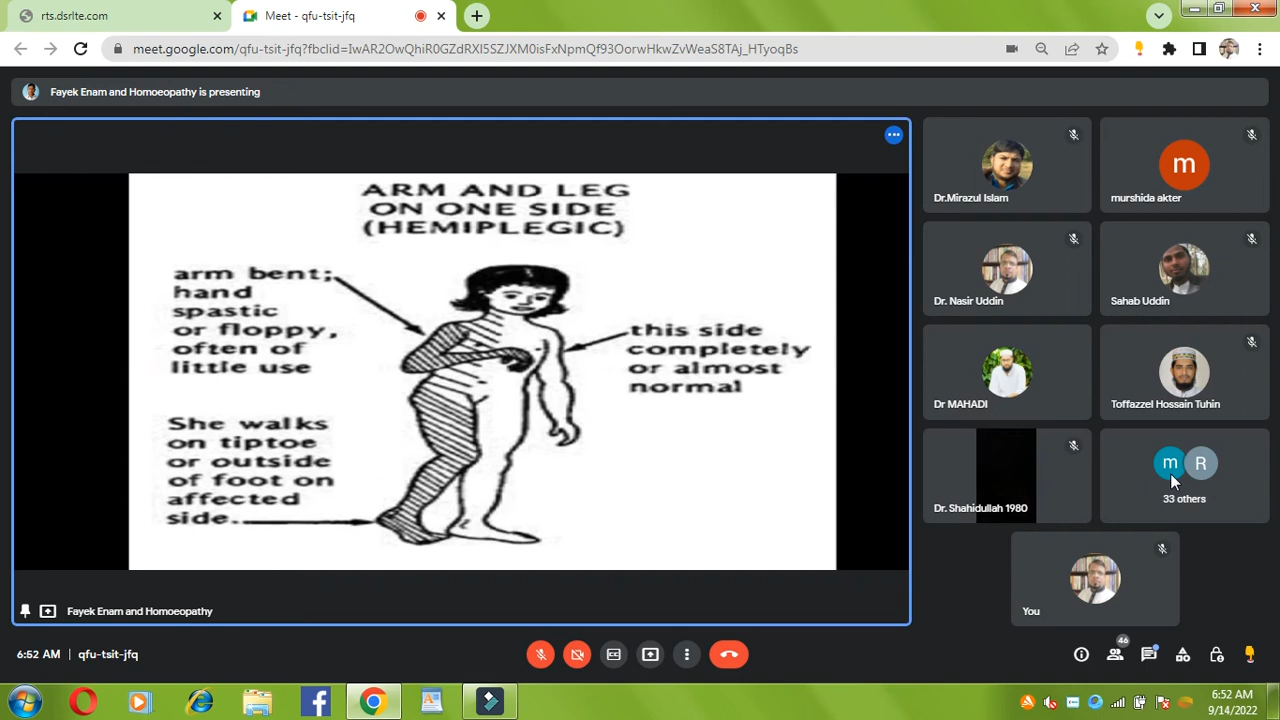 rts.dsrlte.com
Meet - qfu-tsit-jfq
meet.google.com/qfu-tsit-jfq?fbclid=IwAR2OwQhiR0GZdRXI5SZJXM0isFxNpmQf93OorwHkwZvWeaS8TAj_HTyoqBs
Fayek Enam and Homoeopathy is presenting
ARM AND LEG
ON ONE SIDE
(HEMIPLEGIC)
arm bent;
hand
spastic
or floppy,
often of
little use
this side
completely
or almost
normal
She walks
on tiptoe
or outside
of foot on
affected
side.
Fayek Enam and Homoeopathy
Dr.Mirazul Islam
m
murshida akter
Dr. Nasir Uddin
Sahab Uddin
Dr MAHADI
Toffazzel Hossain Tuhin
Dr. Shahidullah 1980
m R
33 others
You
6:52 AM | qfu-tsit-jfq
46
6:52 AM
9/14/2022